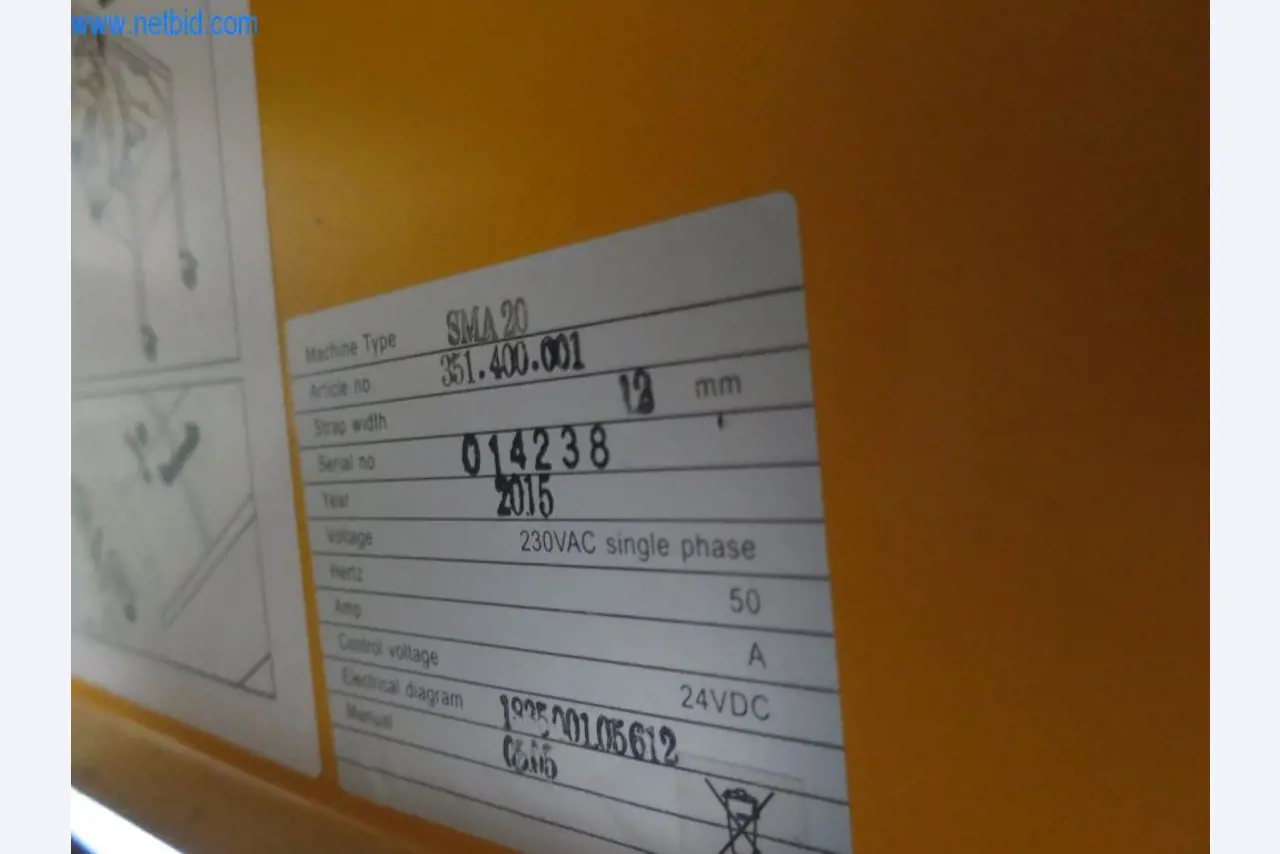 www.netbid.com
Machine Type SMA 20
Article no 351.400.001
Strap width 12 mm
Serial no 014238
Year 2015
Voltage 230VAC single phase
Hertz 50
Amp A
Control voltage 24VDC
Electrical diagram
Manual